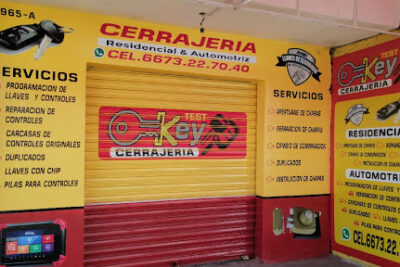 965-A
CERRAJERIA
Residencial & Automotriz
CEL.6673.22.70.40
SERVICIOS
PROGRAMACION DE
LLAVES Y CONTROLES
REPARACION DE
CONTROLES
CARCASAS DE
CONTROLES ORIGINALES
DUPLICADOS
LLAVES CON CHIP
PILAS PARA CONTROLES
TEST
Key
CERRAJERIA
SERVICIOS
APERTURAS DE CHAPAS
REPARACION DE CHAPAS
CAMBIO DE COMBINACION
DUPLICADOS
INSTALACION DE CHAPAS
TEST
Key
CERRAJERIA
RESIDENCIA
AUTOMOTRI
CEL.6673.22